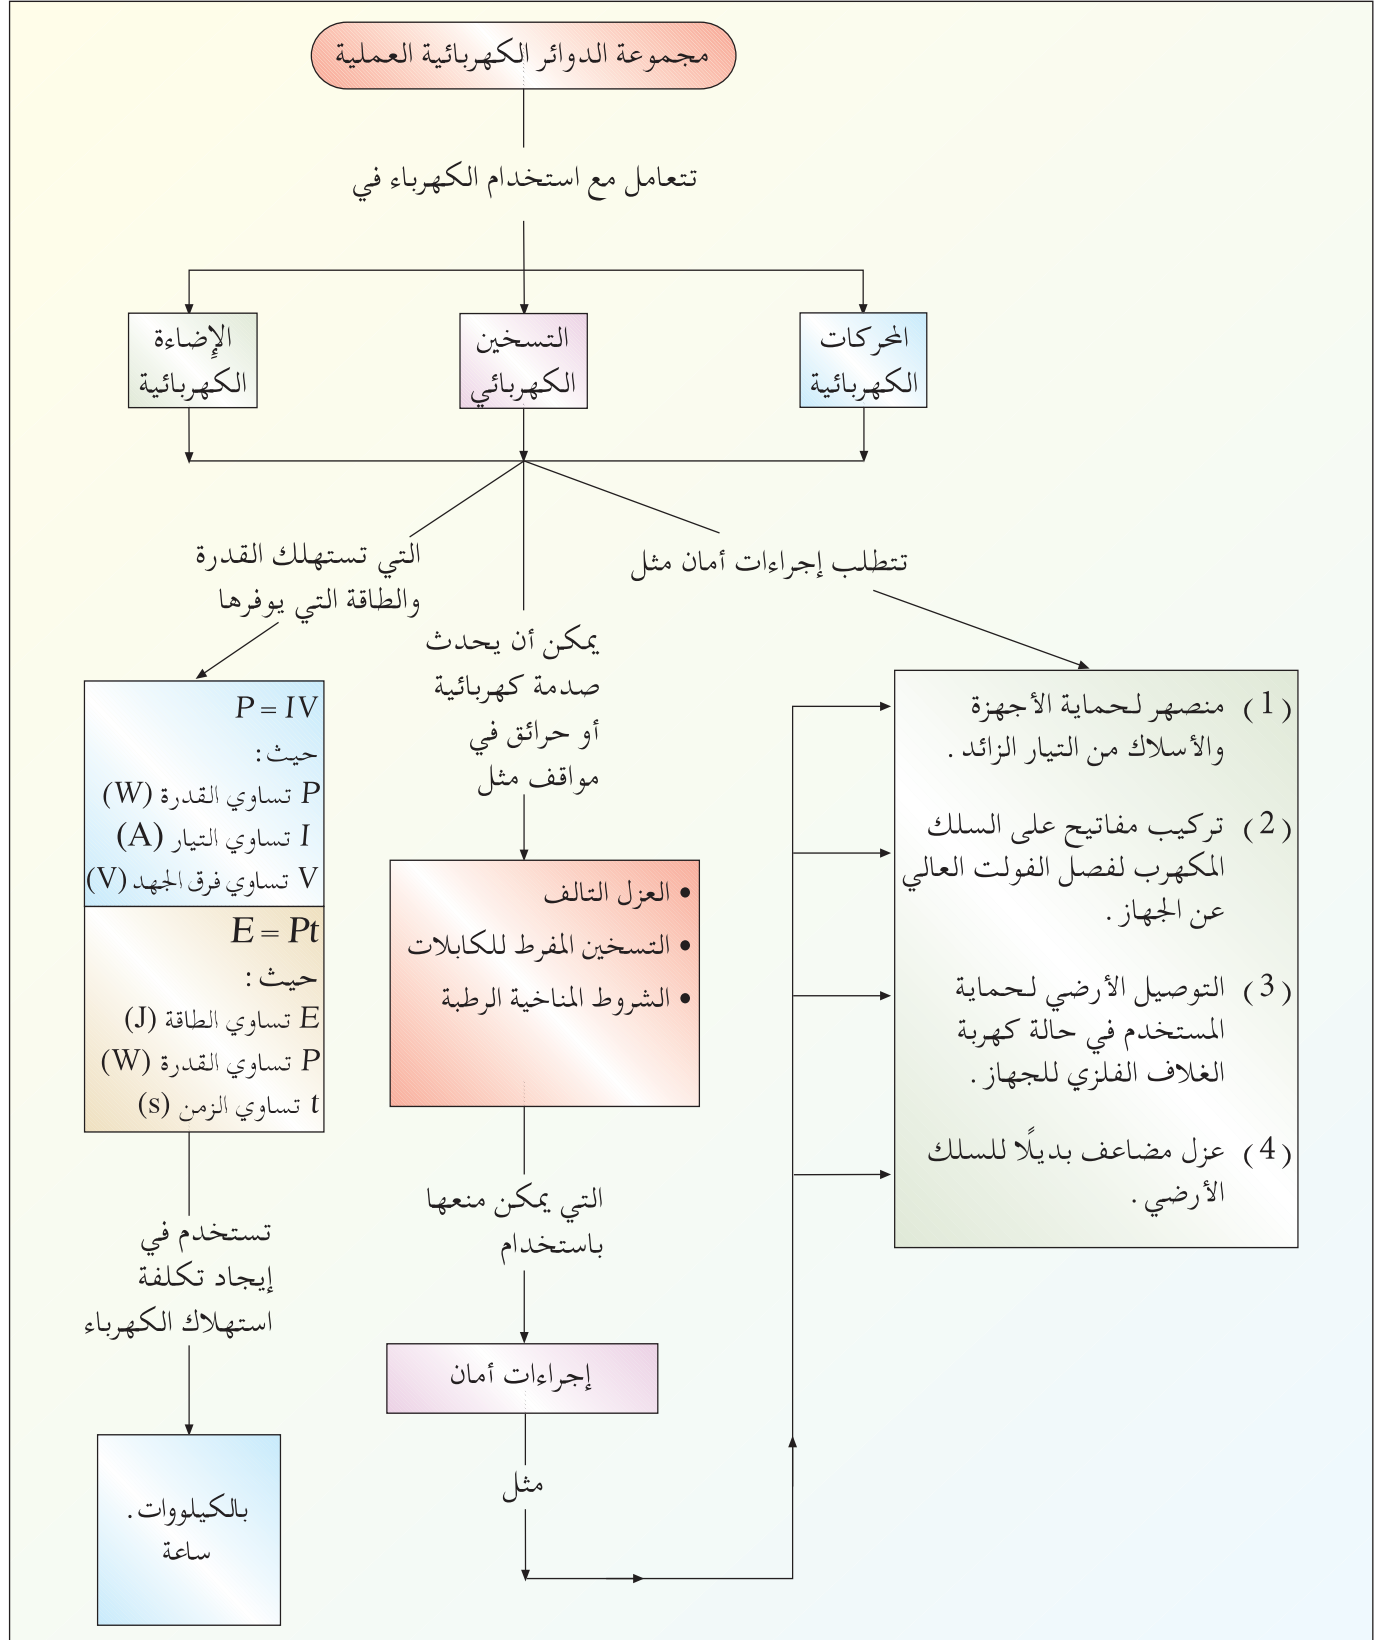 مجموعة الدوائر الكهربائية العملية
تتعامل مع استخدام الكهرباء في
المحركات
الكهربائية
التسخين
الكهربائي
الإضاءة
الكهربائية
تتطلب إجراءات أمان مثل
(1) منصهر لحماية الأجهزة
والأسلاك من التيار الزائد .
(2) تركيب مفاتيح على السلك
المكهرب لفصل الفولت العالي
عن الجهاز .
(3) التوصيل الأرضي لحماية
المستخدم في حالة كهربة
الغلاف الفلزي للجهاز .
(4) عزل مضاعف بديلًا للسلك
الأرضي .
يمكن أن يحدث
صدمة كهربائية
أو حرائق في
مواقف مثل
• العزل التالف
• التسخين المفرط للكابلات
• الشروط المناخية الرطبة
التي يمكن منعها
باستخدام
إجراءات أمان
مثل
التي تستهلك القدرة
والطاقة التي يوفرها
P = IV
حيث :
P تساوي القدرة (W)
I تساوي التيار (A)
V تساوي فرق الجهد (V)
E = Pt
حيث :
E تساوي الطاقة (J)
P تساوي القدرة (W)
t تساوي الزمن (s)
تستخدم في
إيجاد تكلفة
استهلاك الكهرباء
بالكيلووات .
ساعة